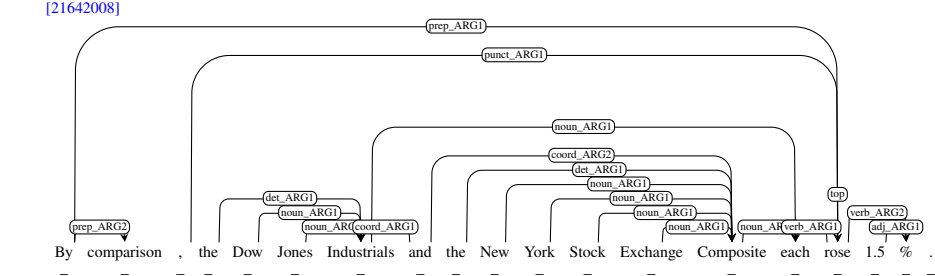 [21642008]
prep_ARG1
punct_ARG1
noun_ARG1
coord_ARG2
det_ARG1
noun_ARG1
top
det_ARG1 noun_ARG1
noun_ARG1 noun_ARG1 verb_ARG2
prep_ARG2 coord_ARG1 noun_ARG1 verb_ARG1 adj_ARG1
By comparison , the Dow Jones Industrials and the New York Stock Exchange Composite each rose 1.5 % .